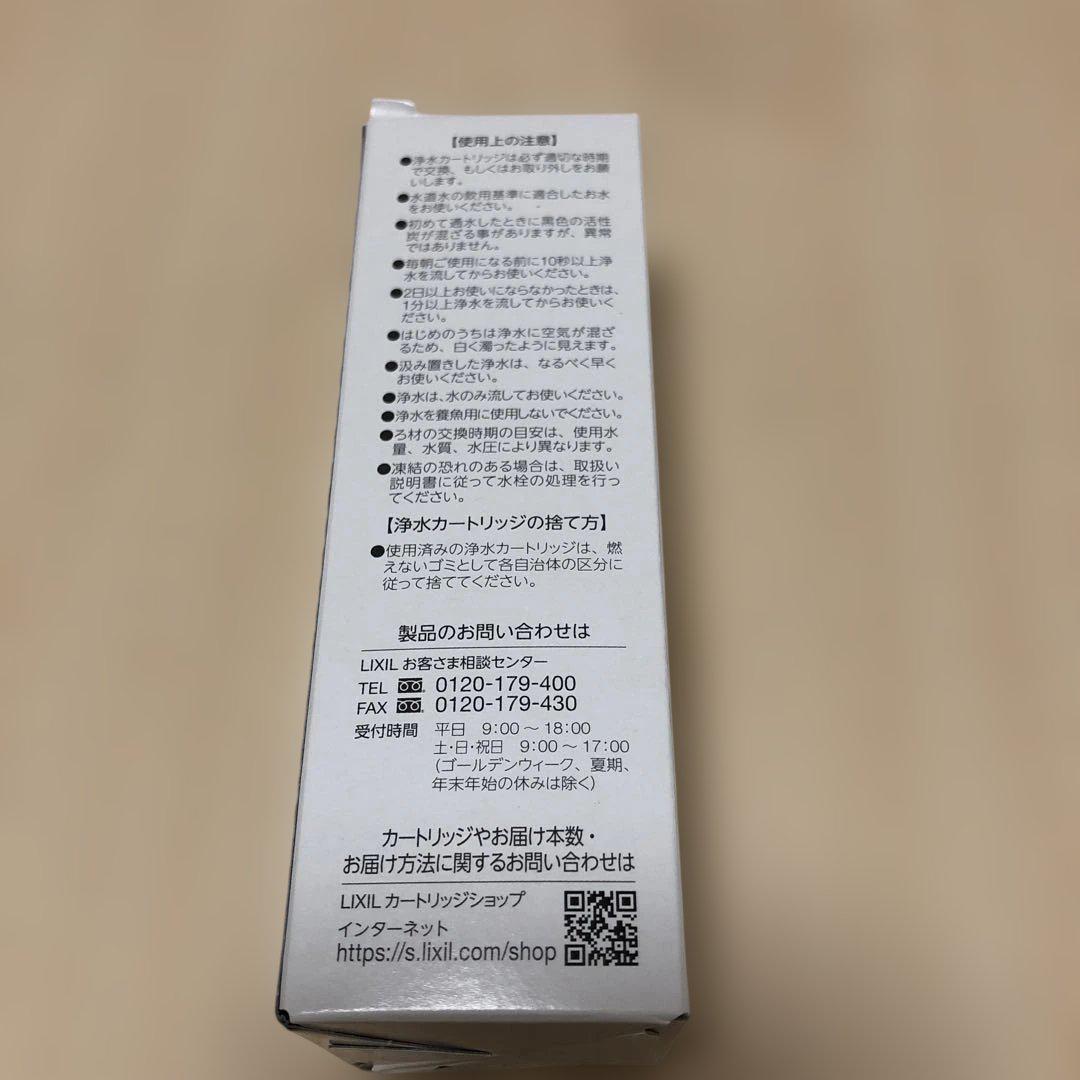 【使用上の注意】
●浄水カートリッジは必ず適切な時期
で交換、もしくはお取り外しをお願
いします。
●水道水の飲用基準に適合したお水
をお使いください。
●初めて通水したときに黒色の活性
炭が混ざる事がありますが、異常
ではありません。
●毎朝ご使用になる前に10秒以上浄
水を流してからお使いください。
●2日以上お使いにならなかったときは、
1分以上浄水を流してからお使いく
ださい。
●はじめのうちは浄水に空気が混ざ
るため、白く濁ったように見えます。
●汲み置きした浄水は、なるべく早く
お使いください。
●浄水は、水のみ流してお使いください。
●浄水を養魚用に使用しないでください。
●ろ材の交換時期の目安は、使用水
量、水質、水圧により異なります。
●凍結の恐れのある場合は、取扱い
説明書に従って水栓の処理を行っ
てください。
【浄水カートリッジの捨て方】
●使用済みの浄水カートリッジは、燃
えないゴミとして各自治体の区分に
従って捨ててください。
製品のお問い合わせは
LIXIL お客さま相談センター
TEL 0120-179-400
FAX 0120-179-430
受付時間 平日 9:00～18:00
土・日・祝日 9:00～17:00
(ゴールデンウィーク、夏期、
年末年始の休みは除く)
カートリッジやお届け本数・
お届け方法に関するお問い合わせは
LIXIL カートリッジショップ
インターネット
https://s.lixil.com/shop